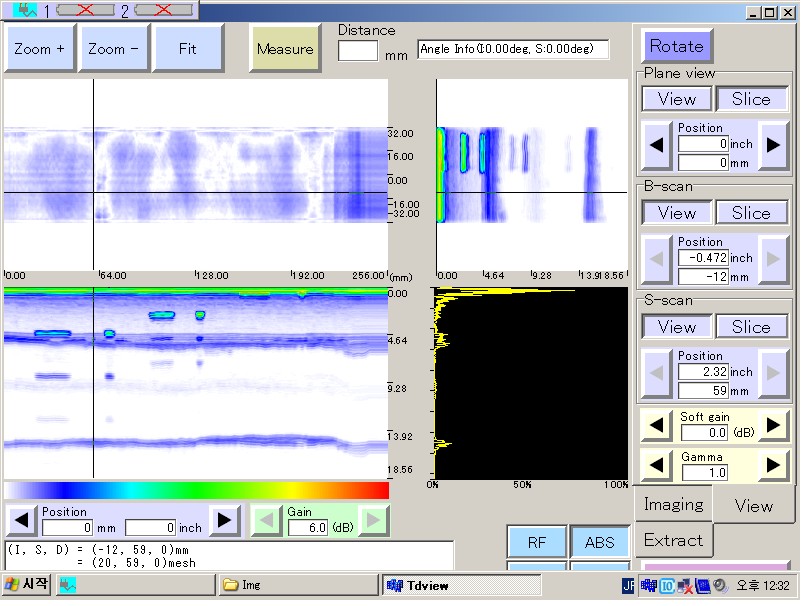 1 2
Zoom + Zoom - Fit Measure
Distance
mm
Angle Info(I:0.00deg, S:0.00deg)
Rotate
Plane view
View Slice
Position
0 inch
0 mm
32.00
16.00
0.00
-16.00
-32.00
B-scan
View Slice
Position
-0.472 inch
-12 mm
0.00 64.00 128.00 192.00 256.00 (mm)
0.00 4.64 9.28 13.918.56
S-scan
View Slice
Position
2.32 inch
59 mm
0.00
4.64
9.28
13.92
18.56
0% 50% 100%
Soft gain
0.0 (dB)
Gamma
1.0
Position
0 mm 0 inch
Gain
6.0 (dB)
Imaging View
Extract
RF ABS
(I, S, D) = (-12, 59, 0)mm
= (20, 59, 0)mesh
시작 Img Tdview JP 오후 12:32